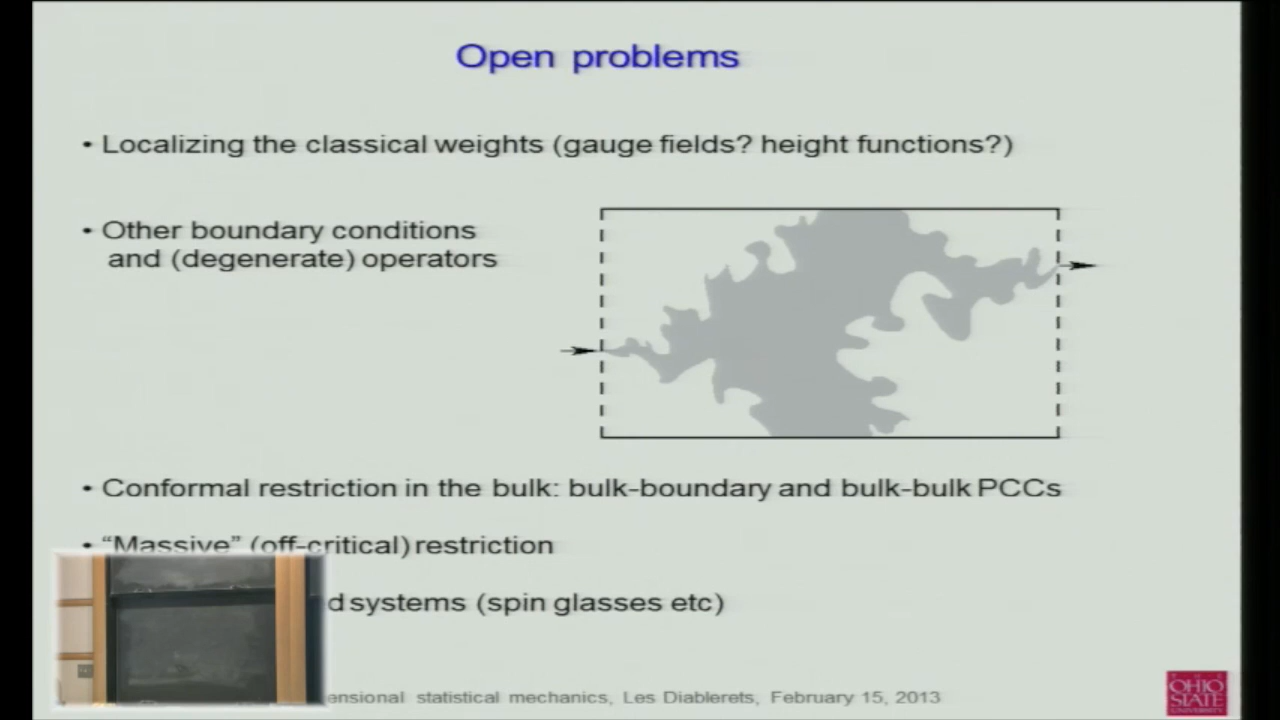 Open problems
• Localizing the classical weights (gauge fields? height functions?)
• Other boundary conditions
and (degenerate) operators
• Conformal restriction in the bulk: bulk-boundary and bulk-bulk PCCs
• “Massive” (off-critical) restriction
systems (spin glasses etc)
statistical mechanics, Les Diablerets, February 15, 2013
OHIO
STATE